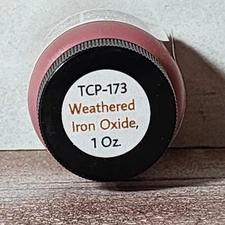 TCP-173
Weathered
Iron Oxide,
1 Oz.